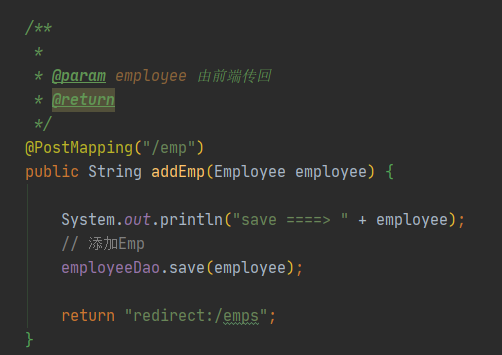 /**
 *
 * @param employee 由前端传回
 * @return
 */
@PostMapping("/emp")
public String addEmp(Employee employee) {
System.out.println("save ====> " + employee);
// 添加Emp
employeeDao.save(employee);
return "redirect:/emps";
}